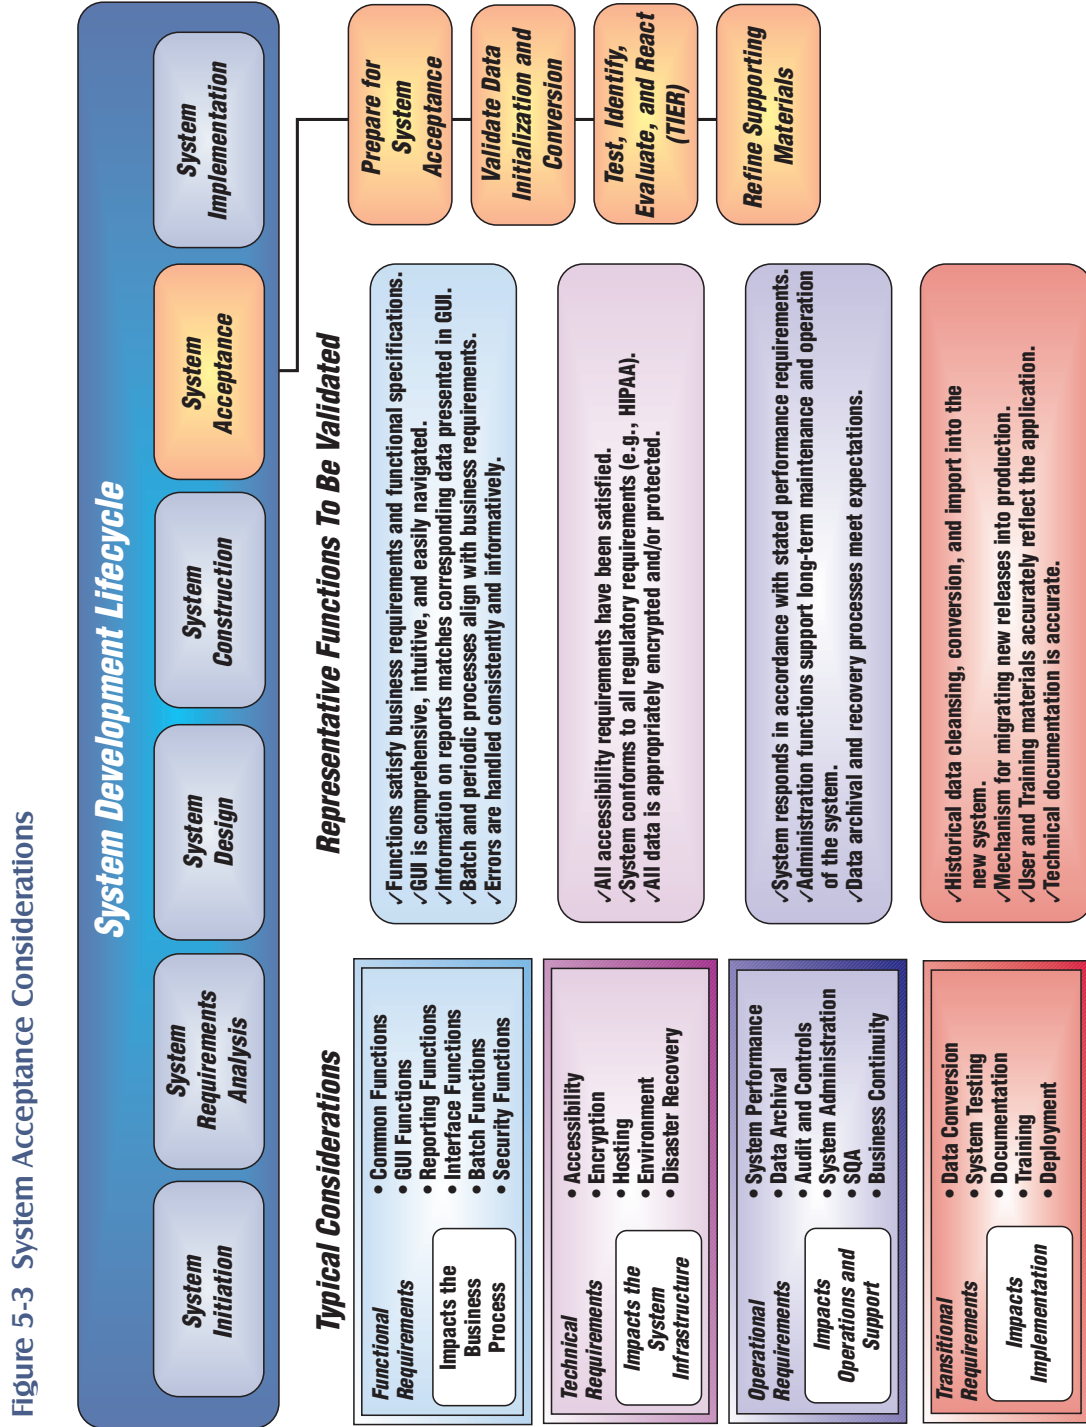 Figure 5-3 System Acceptance Considerations
System Development Lifecycle
System
Initiation
System
Requirements
Analysis
System
Design
System
Construction
System
Acceptance
System
Implementation
Prepare for
System
Acceptance
Validate Data
Initialization and
Conversion
Test, Identify,
Evaluate, and React
(TIER)
Refine Supporting
Materials
Typical Considerations
Representative Functions To Be Validated
Functional
Requirements
Impacts the
Business
Process
• Common Functions
• GUI Functions
• Reporting Functions
• Interface Functions
• Batch Functions
• Security Functions
✓Functions satisfy business requirements and functional specifications.
✓GUI is comprehensive, intuitive, and easily navigated.
✓Information on reports matches corresponding data presented in GUI.
✓Batch and periodic processes align with business requirements.
✓Errors are handled consistently and informatively.
Technical
Requirements
Impacts the
System
Infrastructure
• Accessibility
• Encryption
• Hosting
• Environment
• Disaster Recovery
✓All accessibility requirements have been satisfied.
✓System conforms to all regulatory requirements (e.g., HIPAA).
✓All data is appropriately encrypted and/or protected.
Operational
Requirements
Impacts
Operations and
Support
• System Performance
• Data Archival
• Audit and Controls
• System Administration
• SQA
• Business Continuity
✓System responds in accordance with stated performance requirements.
✓Administration functions support long-term maintenance and operation
of the system.
✓Data archival and recovery processes meet expectations.
Transitional
Requirements
Impacts
Implementation
• Data Conversion
• System Testing
• Documentation
• Training
• Deployment
✓Historical data cleansing, conversion, and import into the
new system.
✓Mechanism for migrating new releases into production.
✓User and Training materials accurately reflect the application.
✓Technical documentation is accurate.